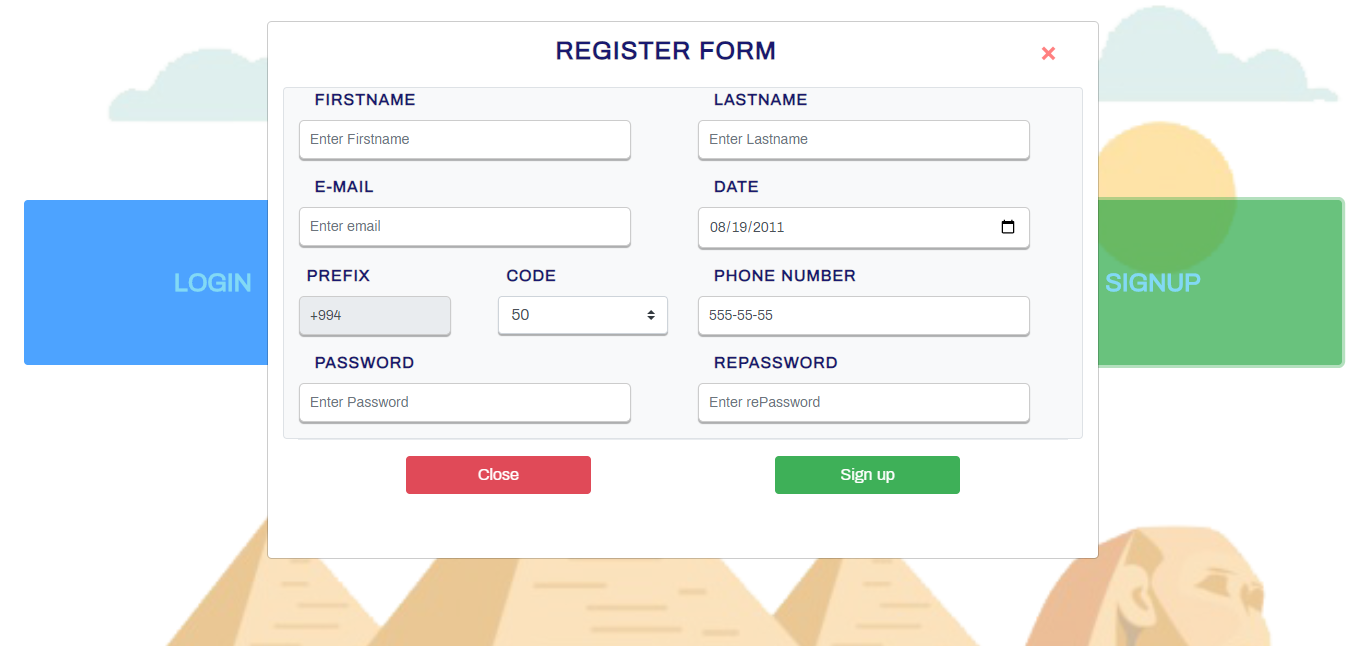 REGISTER FORM
×
FIRSTNAME LASTNAME
Enter Firstname Enter Lastname
E-MAIL DATE
Enter email 08/19/2011
LOGIN SIGNUP
PREFIX CODE PHONE NUMBER
+994 50 555-55-55
PASSWORD REPASSWORD
Enter Password Enter rePassword
Close Sign up